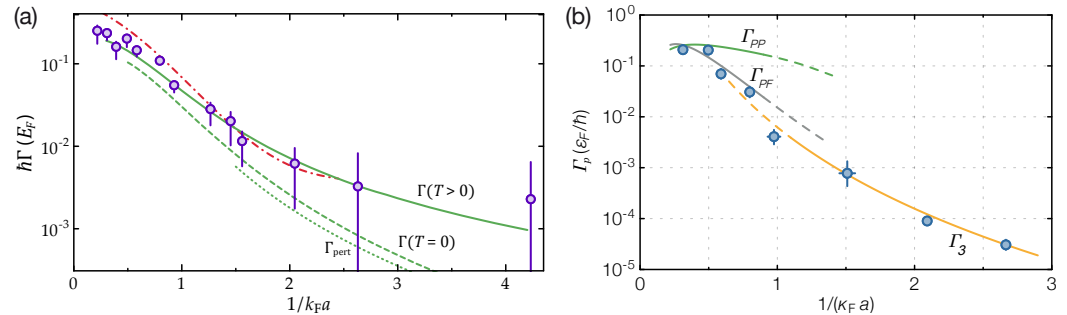 (a)
10⁻¹
10⁻²
10⁻³
ħΓ (E_F)
0
1
2
3
4
1/k_F a
Γ(T > 0)
Γ(T = 0)
Γ_pert
(b)
10⁰
10⁻¹
10⁻²
10⁻³
10⁻⁴
10⁻⁵
Γ_p (ε_F/ħ)
0
1
2
3
1/(κ_F a)
Γ_PP
Γ_PF
Γ_3